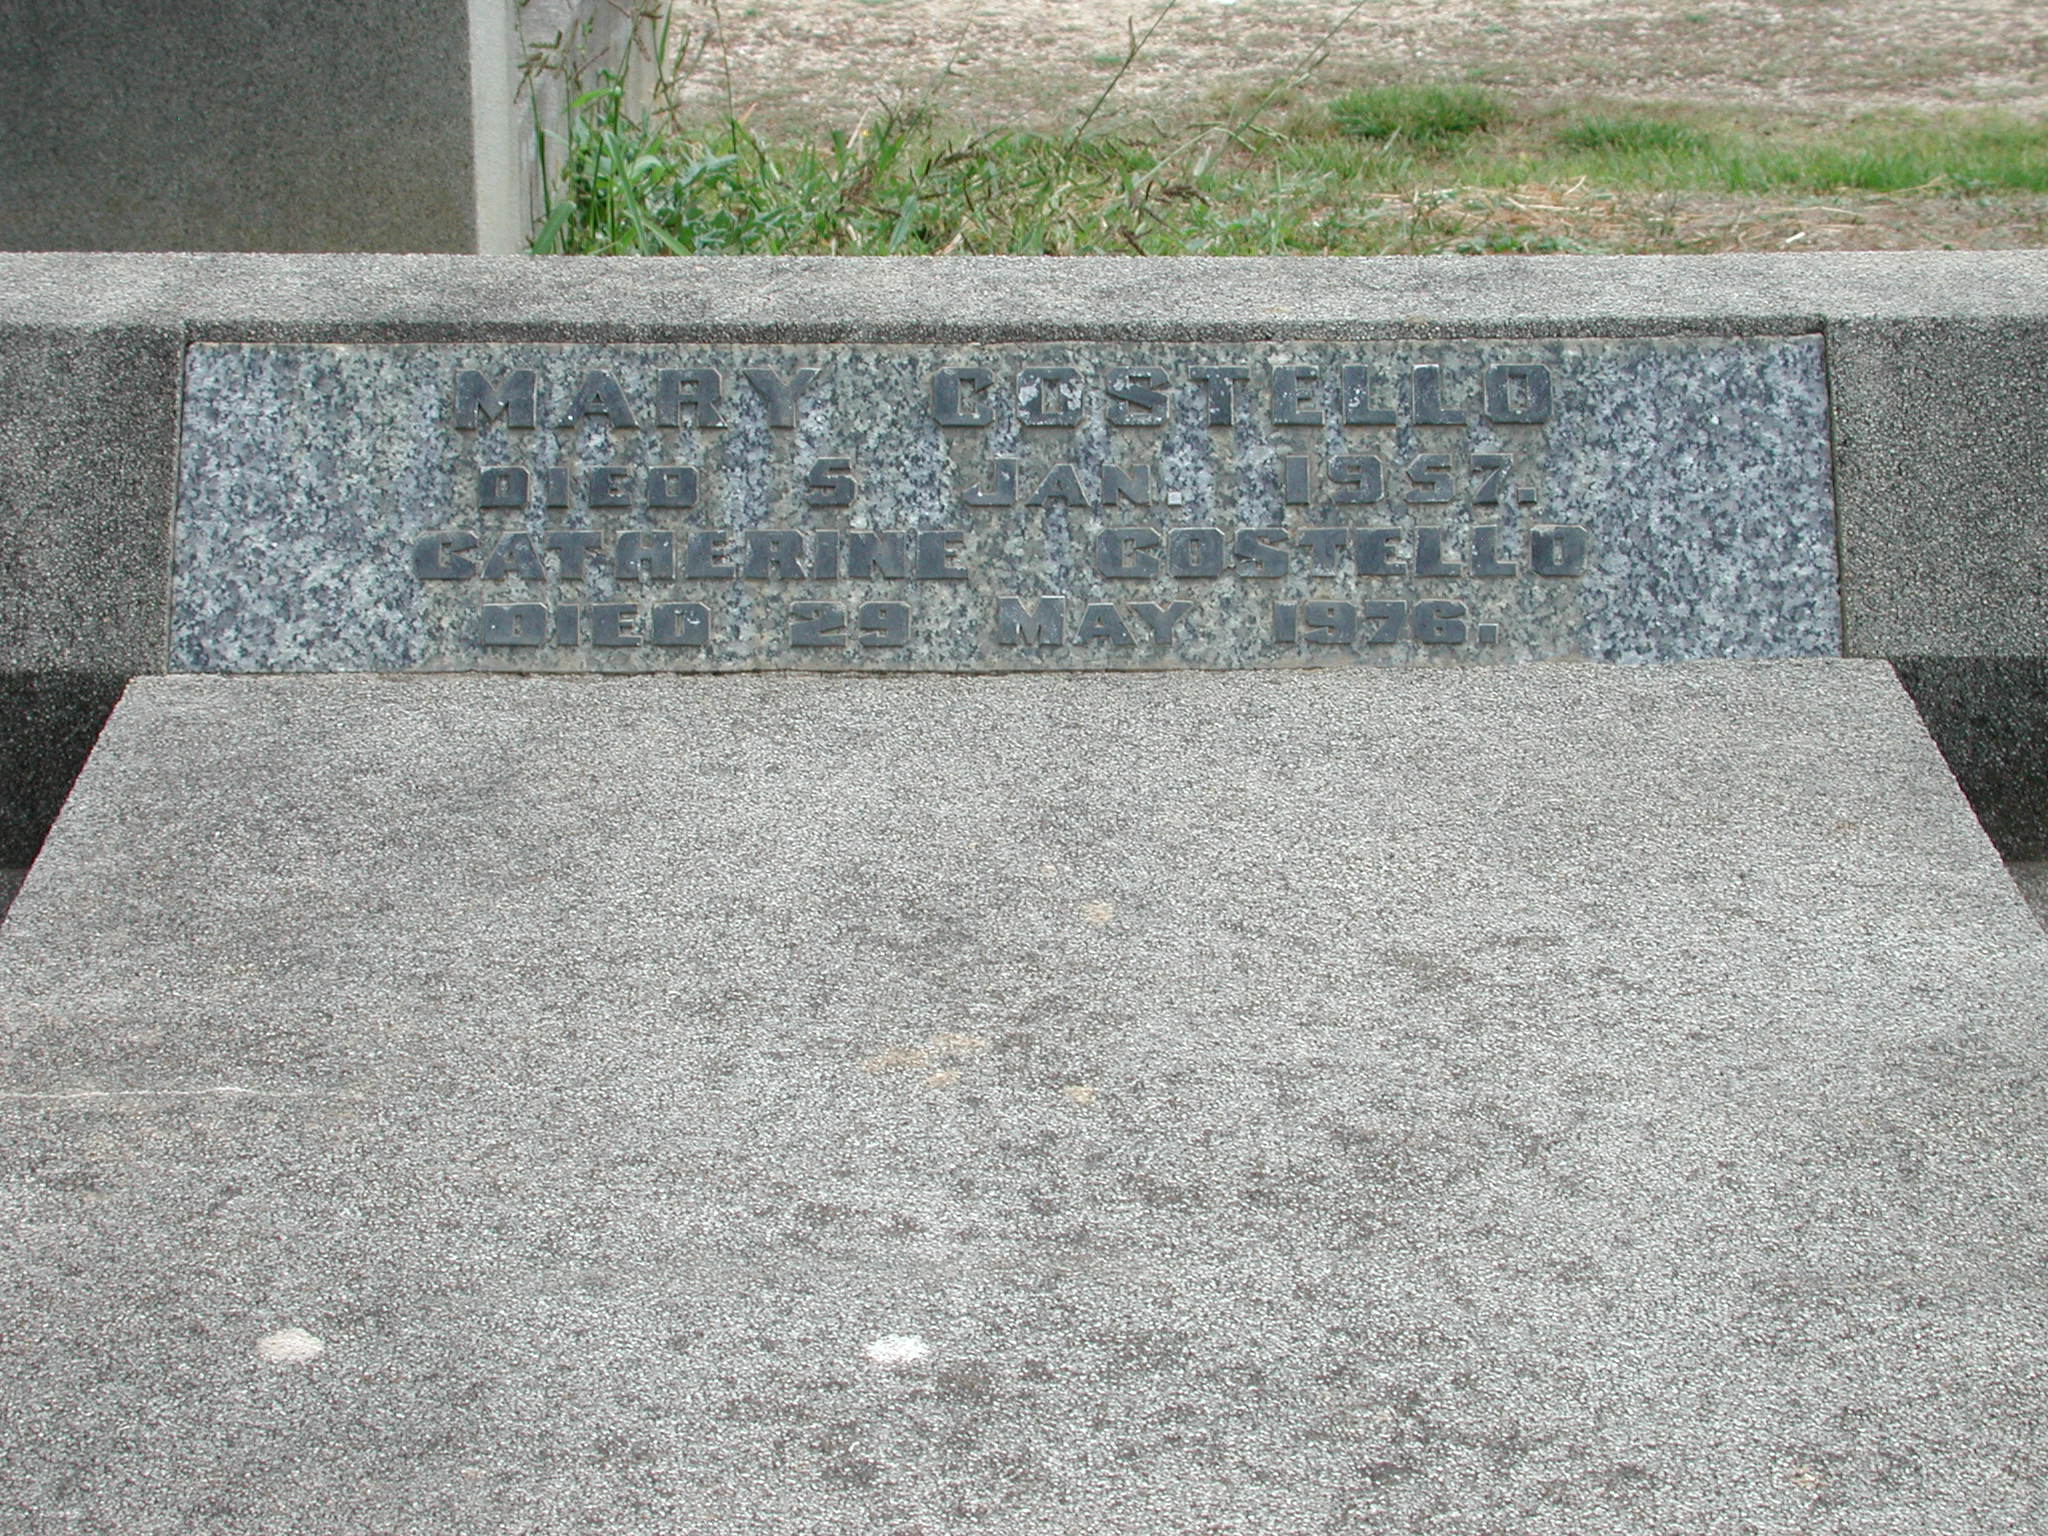 MARY COSTELLO
DIED 5 JAN. 1957.
CATHERINE COSTELLO
DIED 29 MAY 1976.